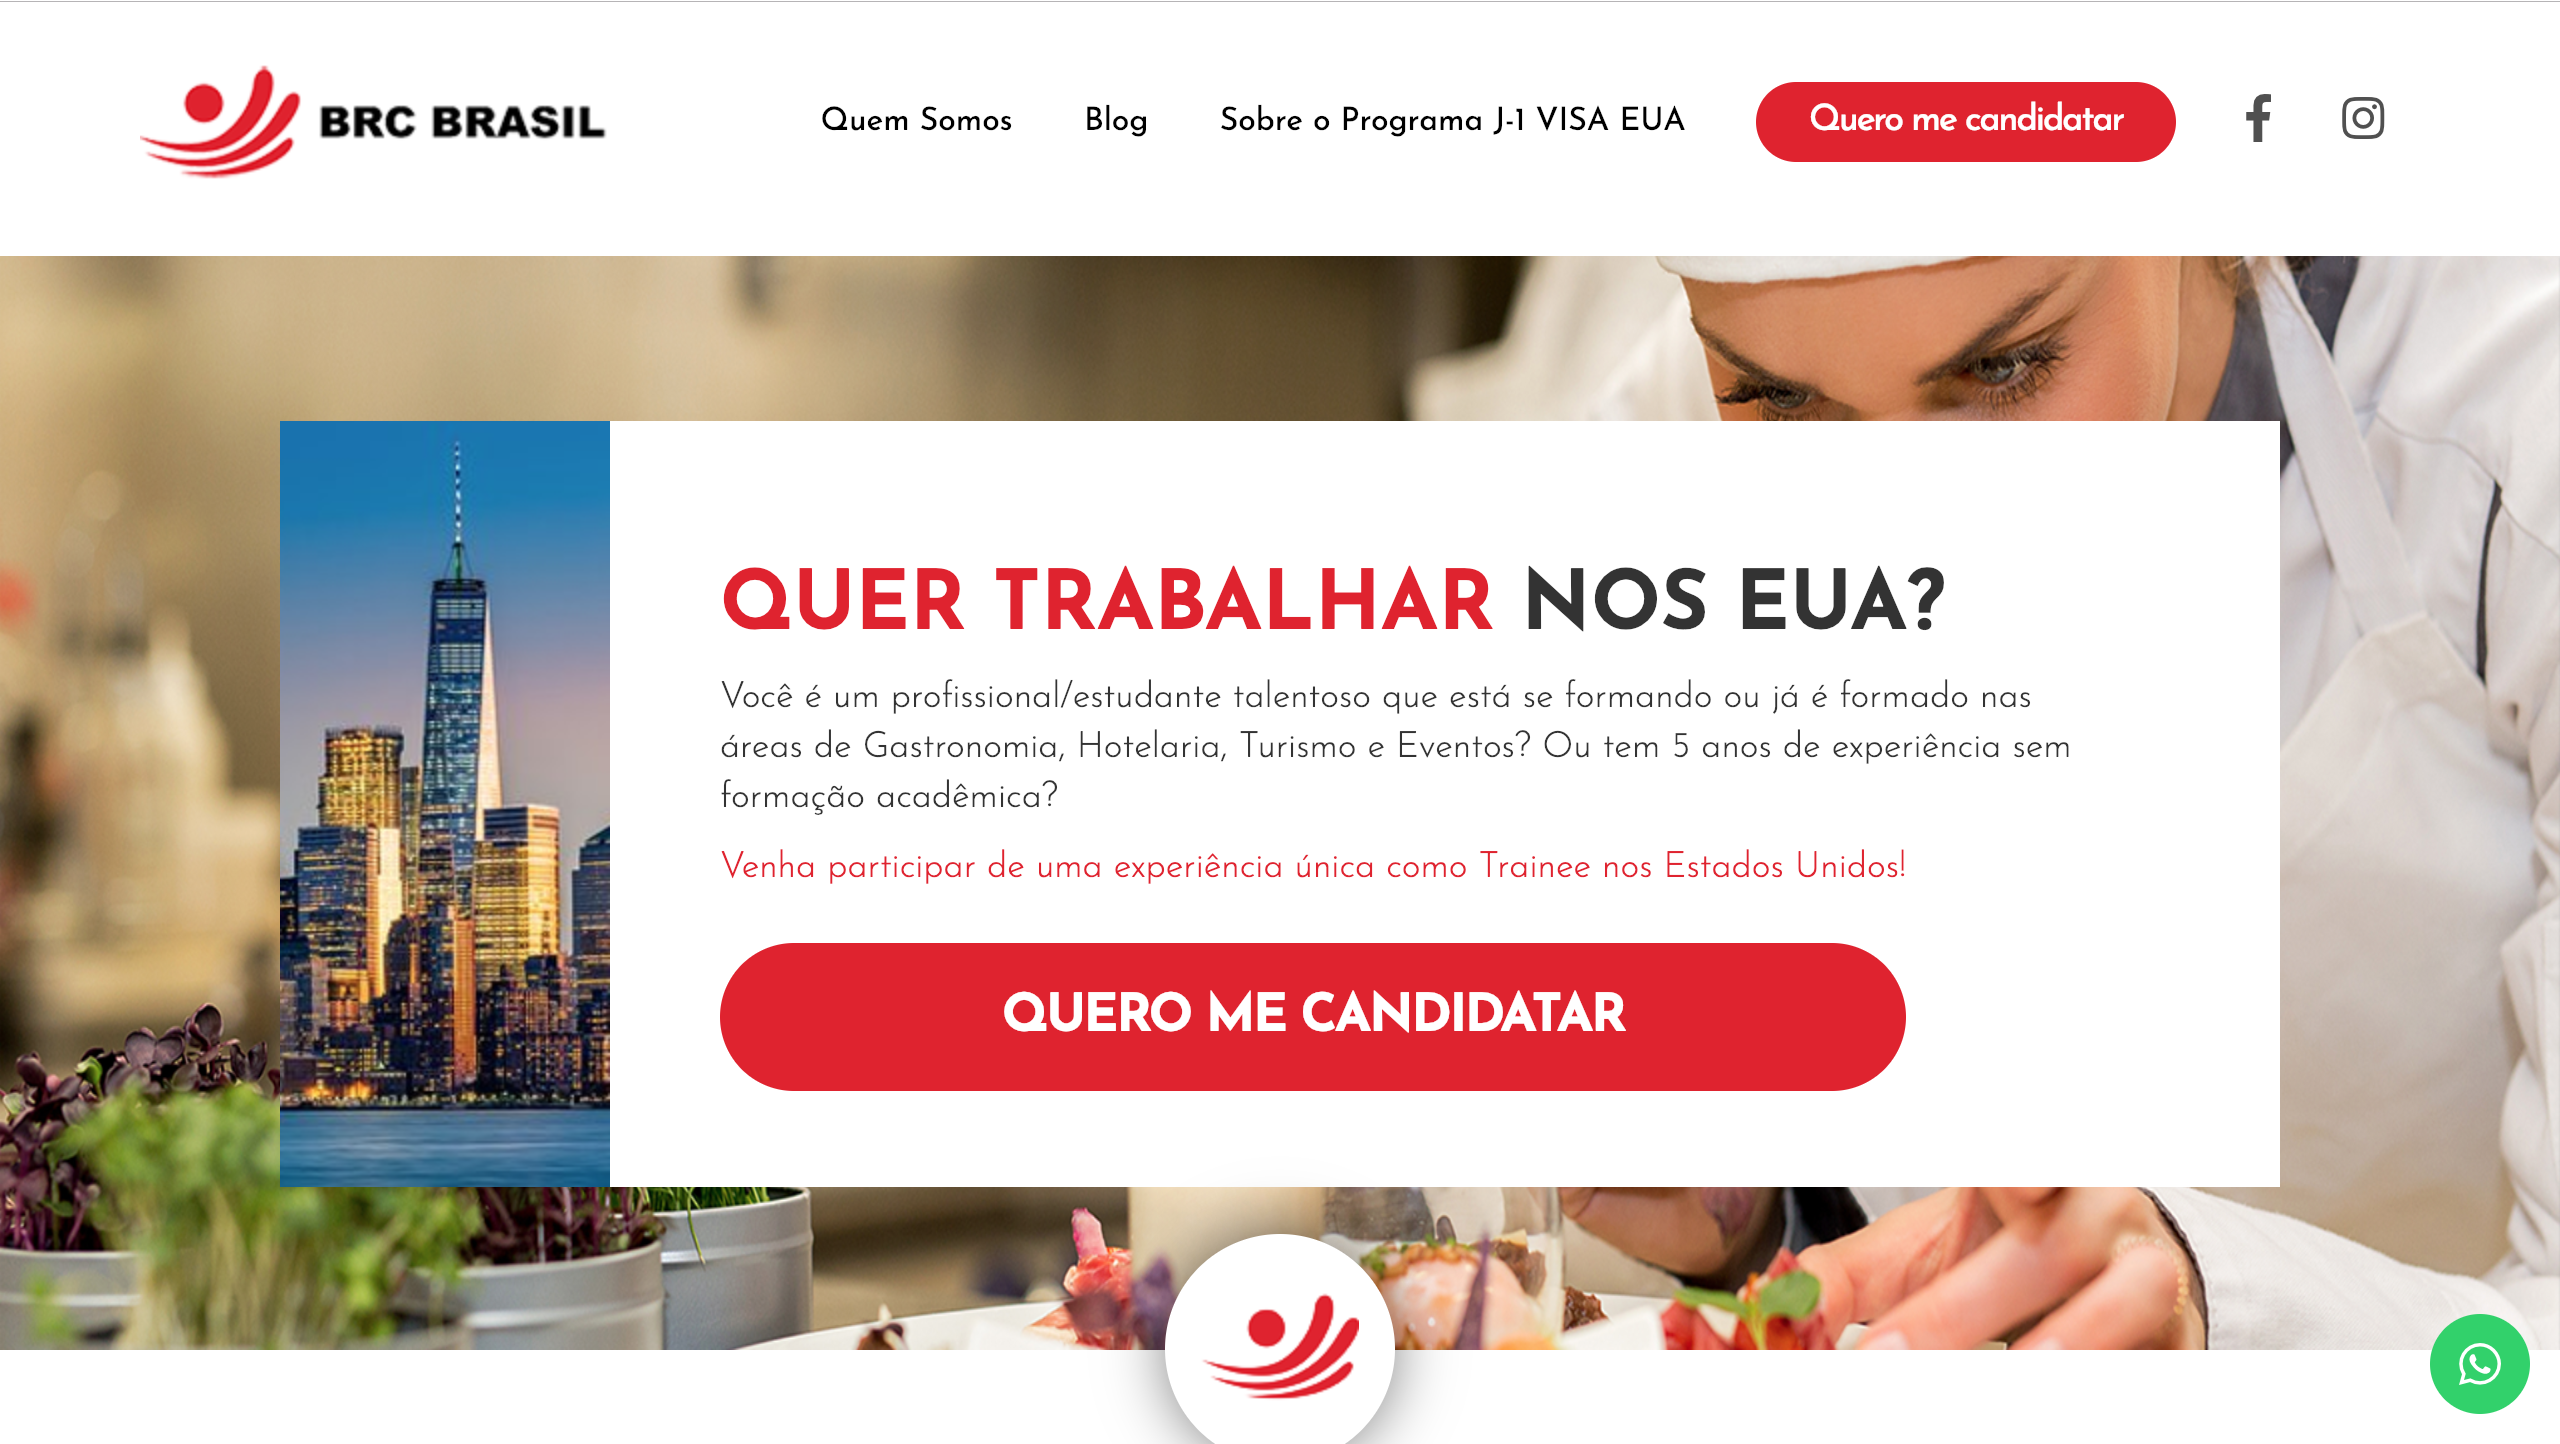 BRC BRASIL
Quem Somos
Blog
Sobre o Programa J-1 VISA EUA
Quero me candidatar
QUER TRABALHAR NOS EUA?
Você é um profissional/estudante talentoso que está se formando ou já é formado nas
áreas de Gastronomia, Hotelaria, Turismo e Eventos? Ou tem 5 anos de experiência sem
formação acadêmica?
Venha participar de uma experiência única como Trainee nos Estados Unidos!
QUERO ME CANDIDATAR